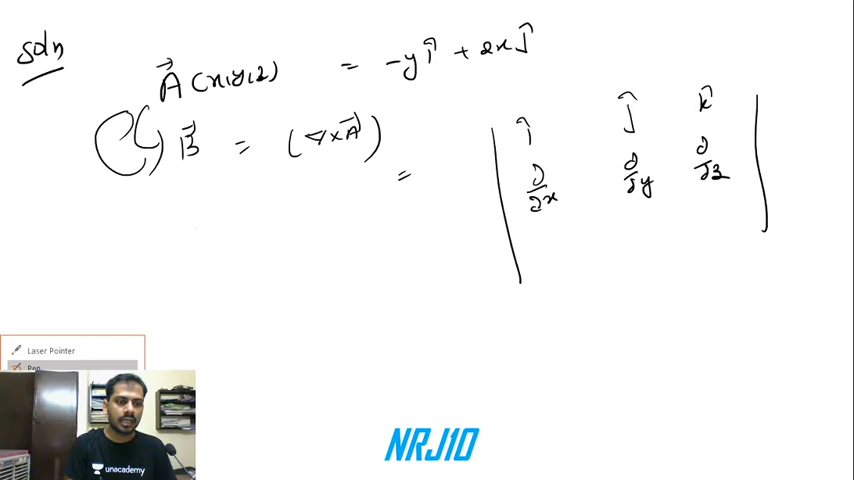 Soln
A⃗ (x,y,z) = -y î + 2x ĵ
B⃗ = (∇×A⃗) = | î ĵ k̂
∂/∂x ∂/∂y ∂/∂z |
Laser Pointer
Pen
unacademy
NRJ10